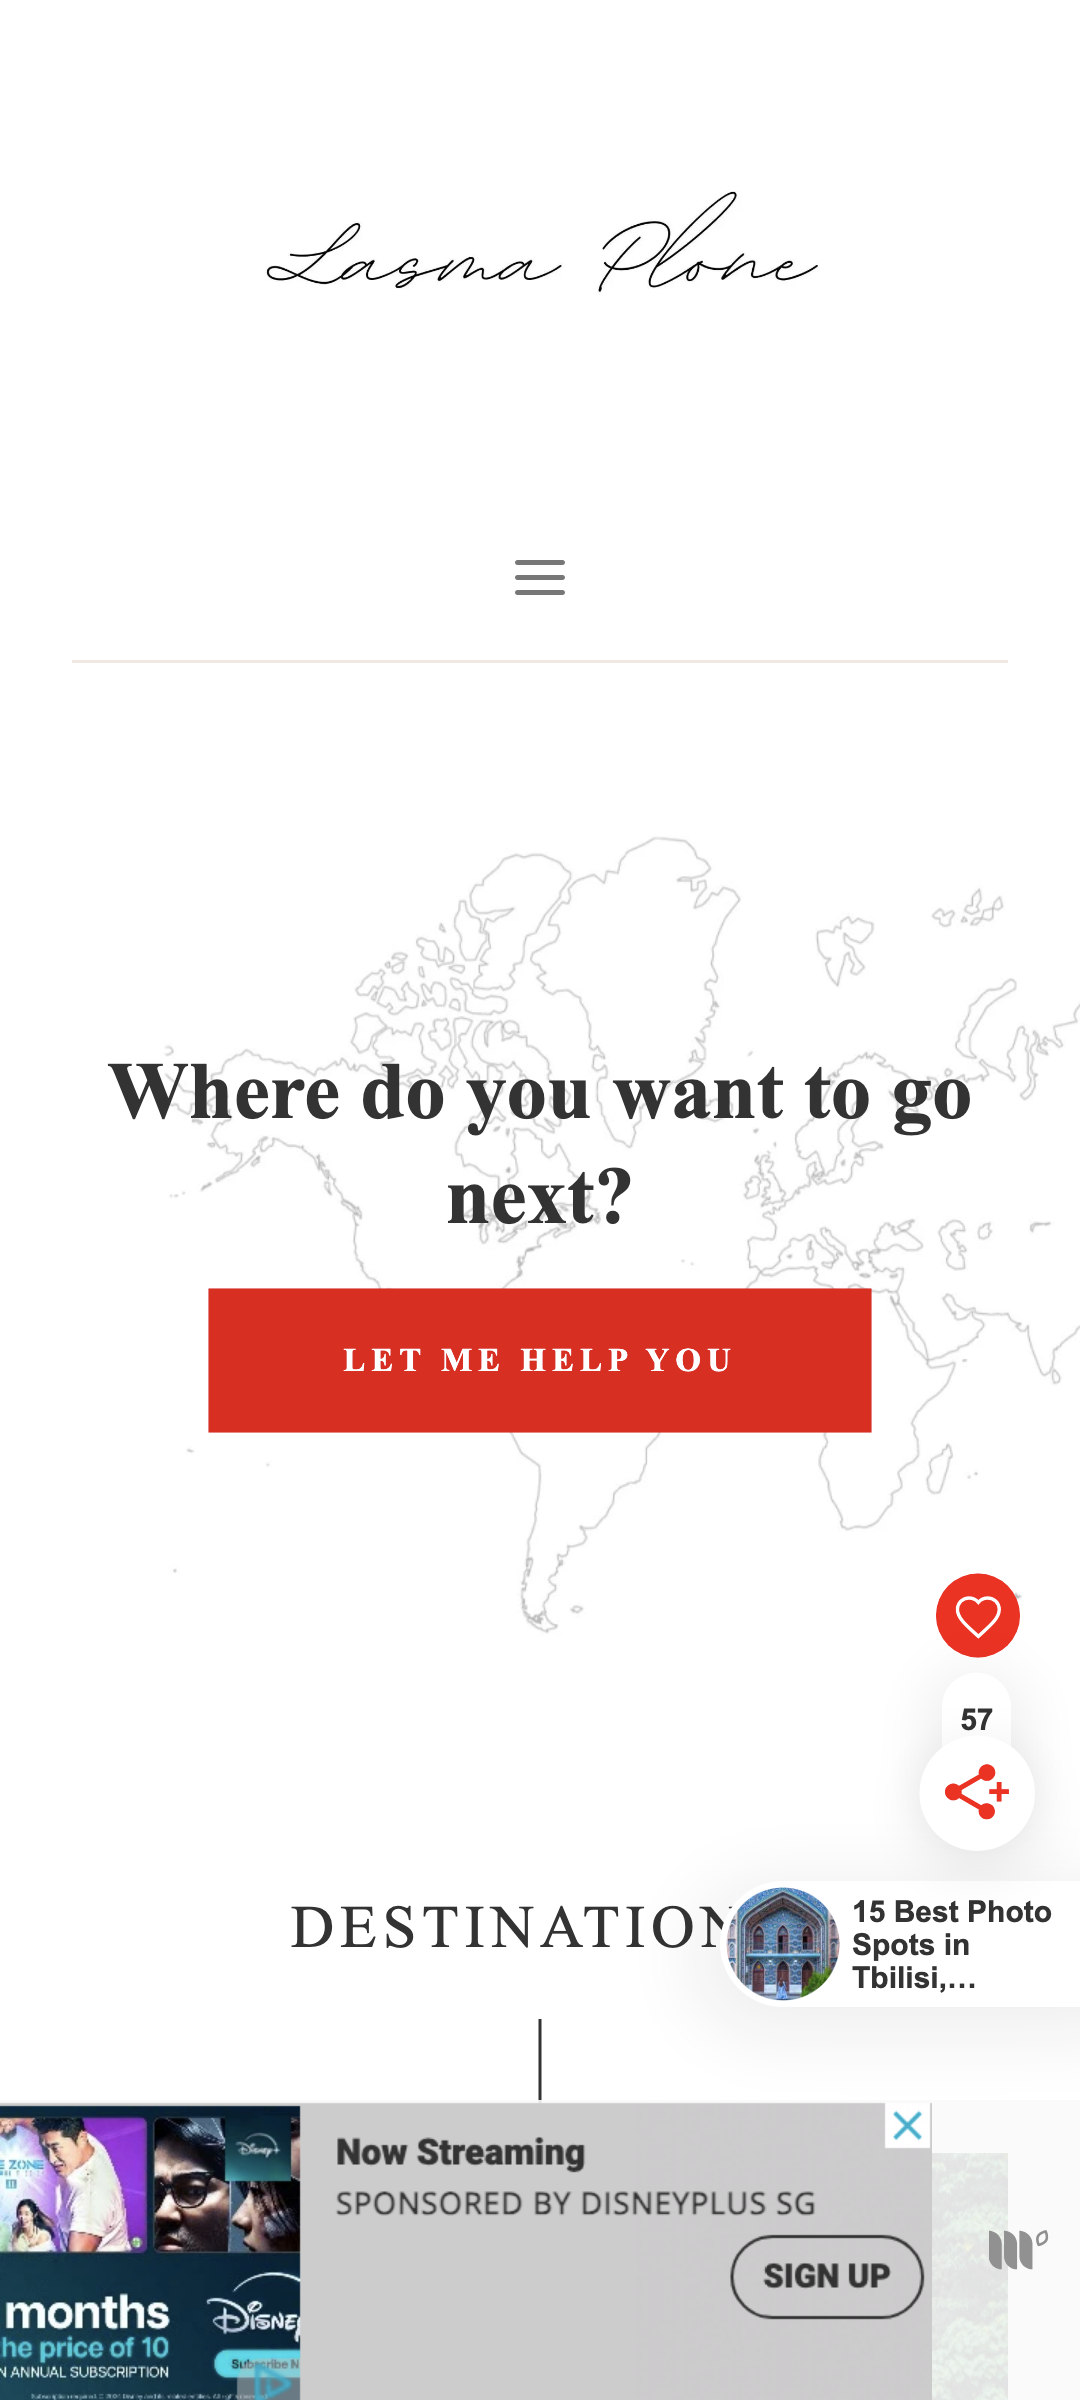 Lasma Plone
Where do you want to go
next?
LET ME HELP YOU
57
DESTINATION
15 Best Photo
Spots in
Tbilisi,...
E ZONE
Disney+
Now Streaming
SPONSORED BY DISNEYPLUS SG
SIGN UP
months
he price of 10
N ANNUAL SUBSCRIPTION
Disne
Subscribe N